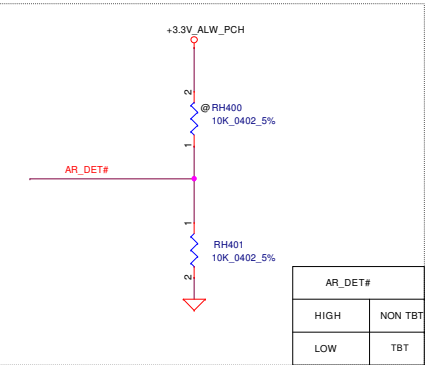 +3.3V_ALW_PCH
2
@ RH400
10K_0402_5%
1
AR_DET#
1
RH401
10K_0402_5%
2
AR_DET#
HIGH NON TBT
LOW TBT